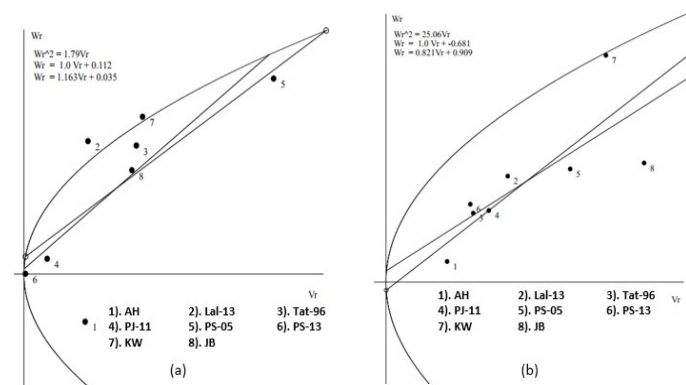 Wr
Wr^2 = 1.79Vr
Wr = 1.0 Vr + 0.112
Wr = 1.163Vr + 0.035
5
7
2
3
8
4
6
Vr
1
1). AH 2). Lal-13 3). Tat-96
4). PJ-11 5). PS-05 6). PS-13
7). KW 8). JB
(a)
Wr
Wr^2 = 25.06Vr
Wr = 1.0 Vr + -0.681
Wr = 0.821Vr + 0.909
7
8
5
2
6
4
3
1
Vr
1). AH 2). Lal-13 3). Tat-96
4). PJ-11 5). PS-05 6). PS-13
7). KW 8). JB
(b)